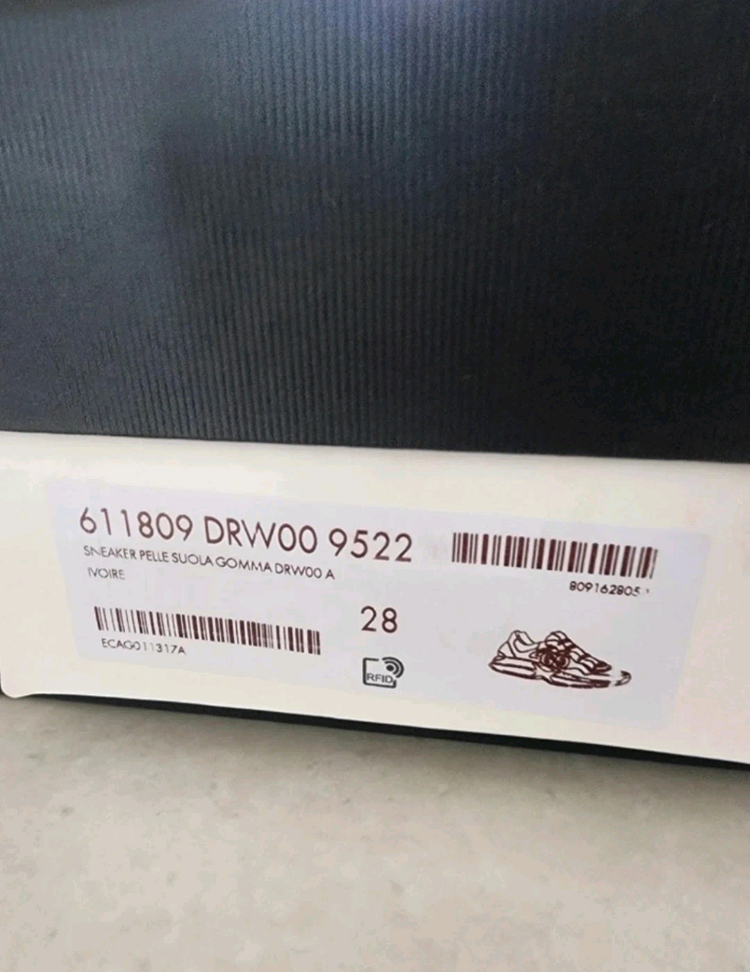 611809 DRW00 9522
SNEAKER PELLE SUOLA GOMMA DRW00 A
IVOIRE
809162805
28
ECAG011317A
RFID